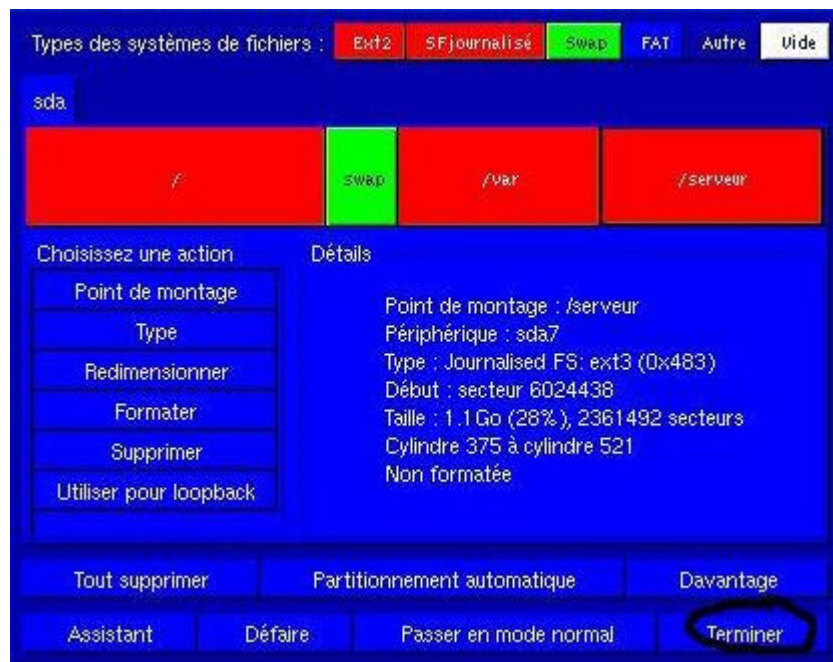 Types des systèmes de fichiers : Ext2 SFjournalisé Swap FAT Autre Vide
sda
/ swap /var /serveur
Choisissez une action
Point de montage
Type
Redimensionner
Formater
Supprimer
Utiliser pour loopback
Détails
Point de montage : /serveur
Périphérique : sda7
Type : Journalised FS: ext3 (0x483)
Début : secteur 6024438
Taille : 1.1Go (28%), 2361492 secteurs
Cylindre 375 à cylindre 521
Non formatée
Tout supprimer Partitionnement automatique Davantage
Assistant Défaire Passer en mode normal Terminer